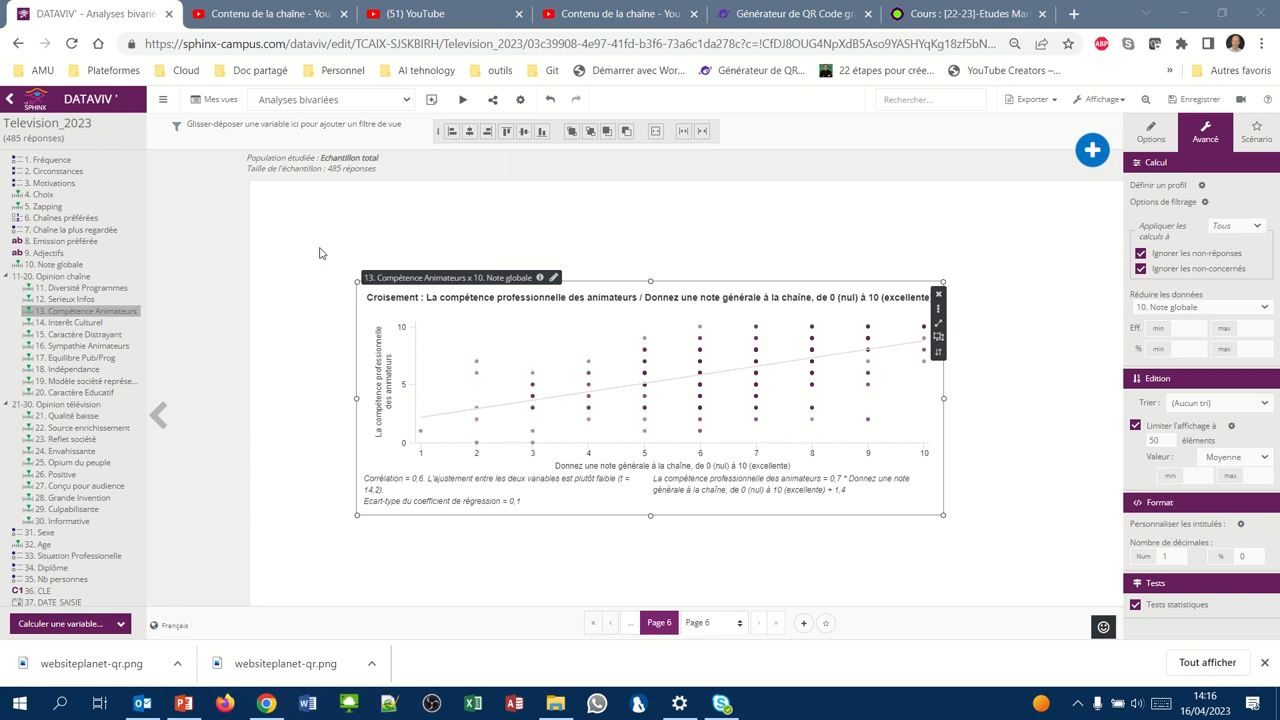 DATAVIV' - Analyses bivariées
Contenu de la chaîne - YouTube
(51) YouTube
Contenu de la chaîne - YouTube
Générateur de QR Code gra
Cours : [22-23]-Etudes Mark
https://sphinx-campus.com/dataviv/edit/TCAIX-SISKBIRH/Television_2023/03c39908-4e97-41fd-b3f6-73a6c1da278c?c=!CfDJ8OUG4NpXdB5Aso9YASHYqKg18zf5bN...
AMU
Plateformes
Cloud
Doc partagé
Personnel
AI tehnology
outils
Git
Démarrer avec Wor...
Générateur de QR...
22 étapes pour crée...
YouTube Creators –...
»
Autres favoris
SPHINX
DATAVIV '
Mes vues
Analyses bivariées
Rechercher...
Exporter
Affichage
Enregistrer
Television_2023
(485 réponses)
Glisser-déposer une variable ici pour ajouter un filtre de vue
Options
Avancé
Scénario
Population étudiée : Echantillon total
Taille de l'échantillon : 485 réponses
1. Fréquence
2. Circonstances
3. Motivations
4. Choix
5. Zapping
6. Chaînes préférées
7. Chaîne la plus regardée
ab 8. Emission préférée
ab 9. Adjectifs
10. Note globale
11-20. Opinion chaîne
11. Diversité Programmes
12. Serieux Infos
13. Compétence Animateurs
14. Interêt Culturel
15. Caractère Distrayant
16. Sympathie Animateurs
17. Equilibre Pub/Prog
18. Indépendance
19. Modèle société représe...
20. Caractère Educatif
21-30. Opinion télévision
21. Qualité baisse
22. Source enrichissement
23. Reflet société
24. Envahissante
25. Opium du peuple
26. Positive
27. Conçu pour audience
28. Grande Invention
29. Culpabilisante
30. Informative
31. Sexe
32. Age
33. Situation Professionelle
34. Diplôme
35. Nb personnes
C1 36. CLE
37. DATE_SAISIE
Calculer une variable...
13. Compétence Animateurs x 10. Note globale
Croisement : La compétence professionnelle des animateurs / Donnez une note générale à la chaîne, de 0 (nul) à 10 (excellente
La compétence professionnelle
des animateurs
10
5
0
1 2 3 4 5 6 7 8 9 10
Donnez une note générale à la chaîne, de 0 (nul) à 10 (excellente)
Corrélation = 0,6. L'ajustement entre les deux variables est plutôt faible (t =
14,2).
Ecart-type du coefficient de régression = 0,1
La compétence professionnelle des animateurs = 0,7 * Donnez une note
générale à la chaîne, de 0 (nul) à 10 (excellente) + 1,4
Calcul
Définir un profil
Options de filtrage
Appliquer les
calculs à
Tous
Ignorer les non-réponses
Ignorer les non-concernés
Réduire les données
10. Note globale
Eff. min max
% min max
Edition
Trier : (Aucun tri)
Limiter l'affichage à
50 éléments
Valeur : Moyenne
min max
Format
Personnaliser les intitulés :
Nombre de décimales :
Num 1 % 0
Tests
Tests statistiques
Français
«
‹
...
Page 6
Page 6
›
»
websiteplanet-qr.png
websiteplanet-qr.png
Tout afficher
14:16
16/04/2023